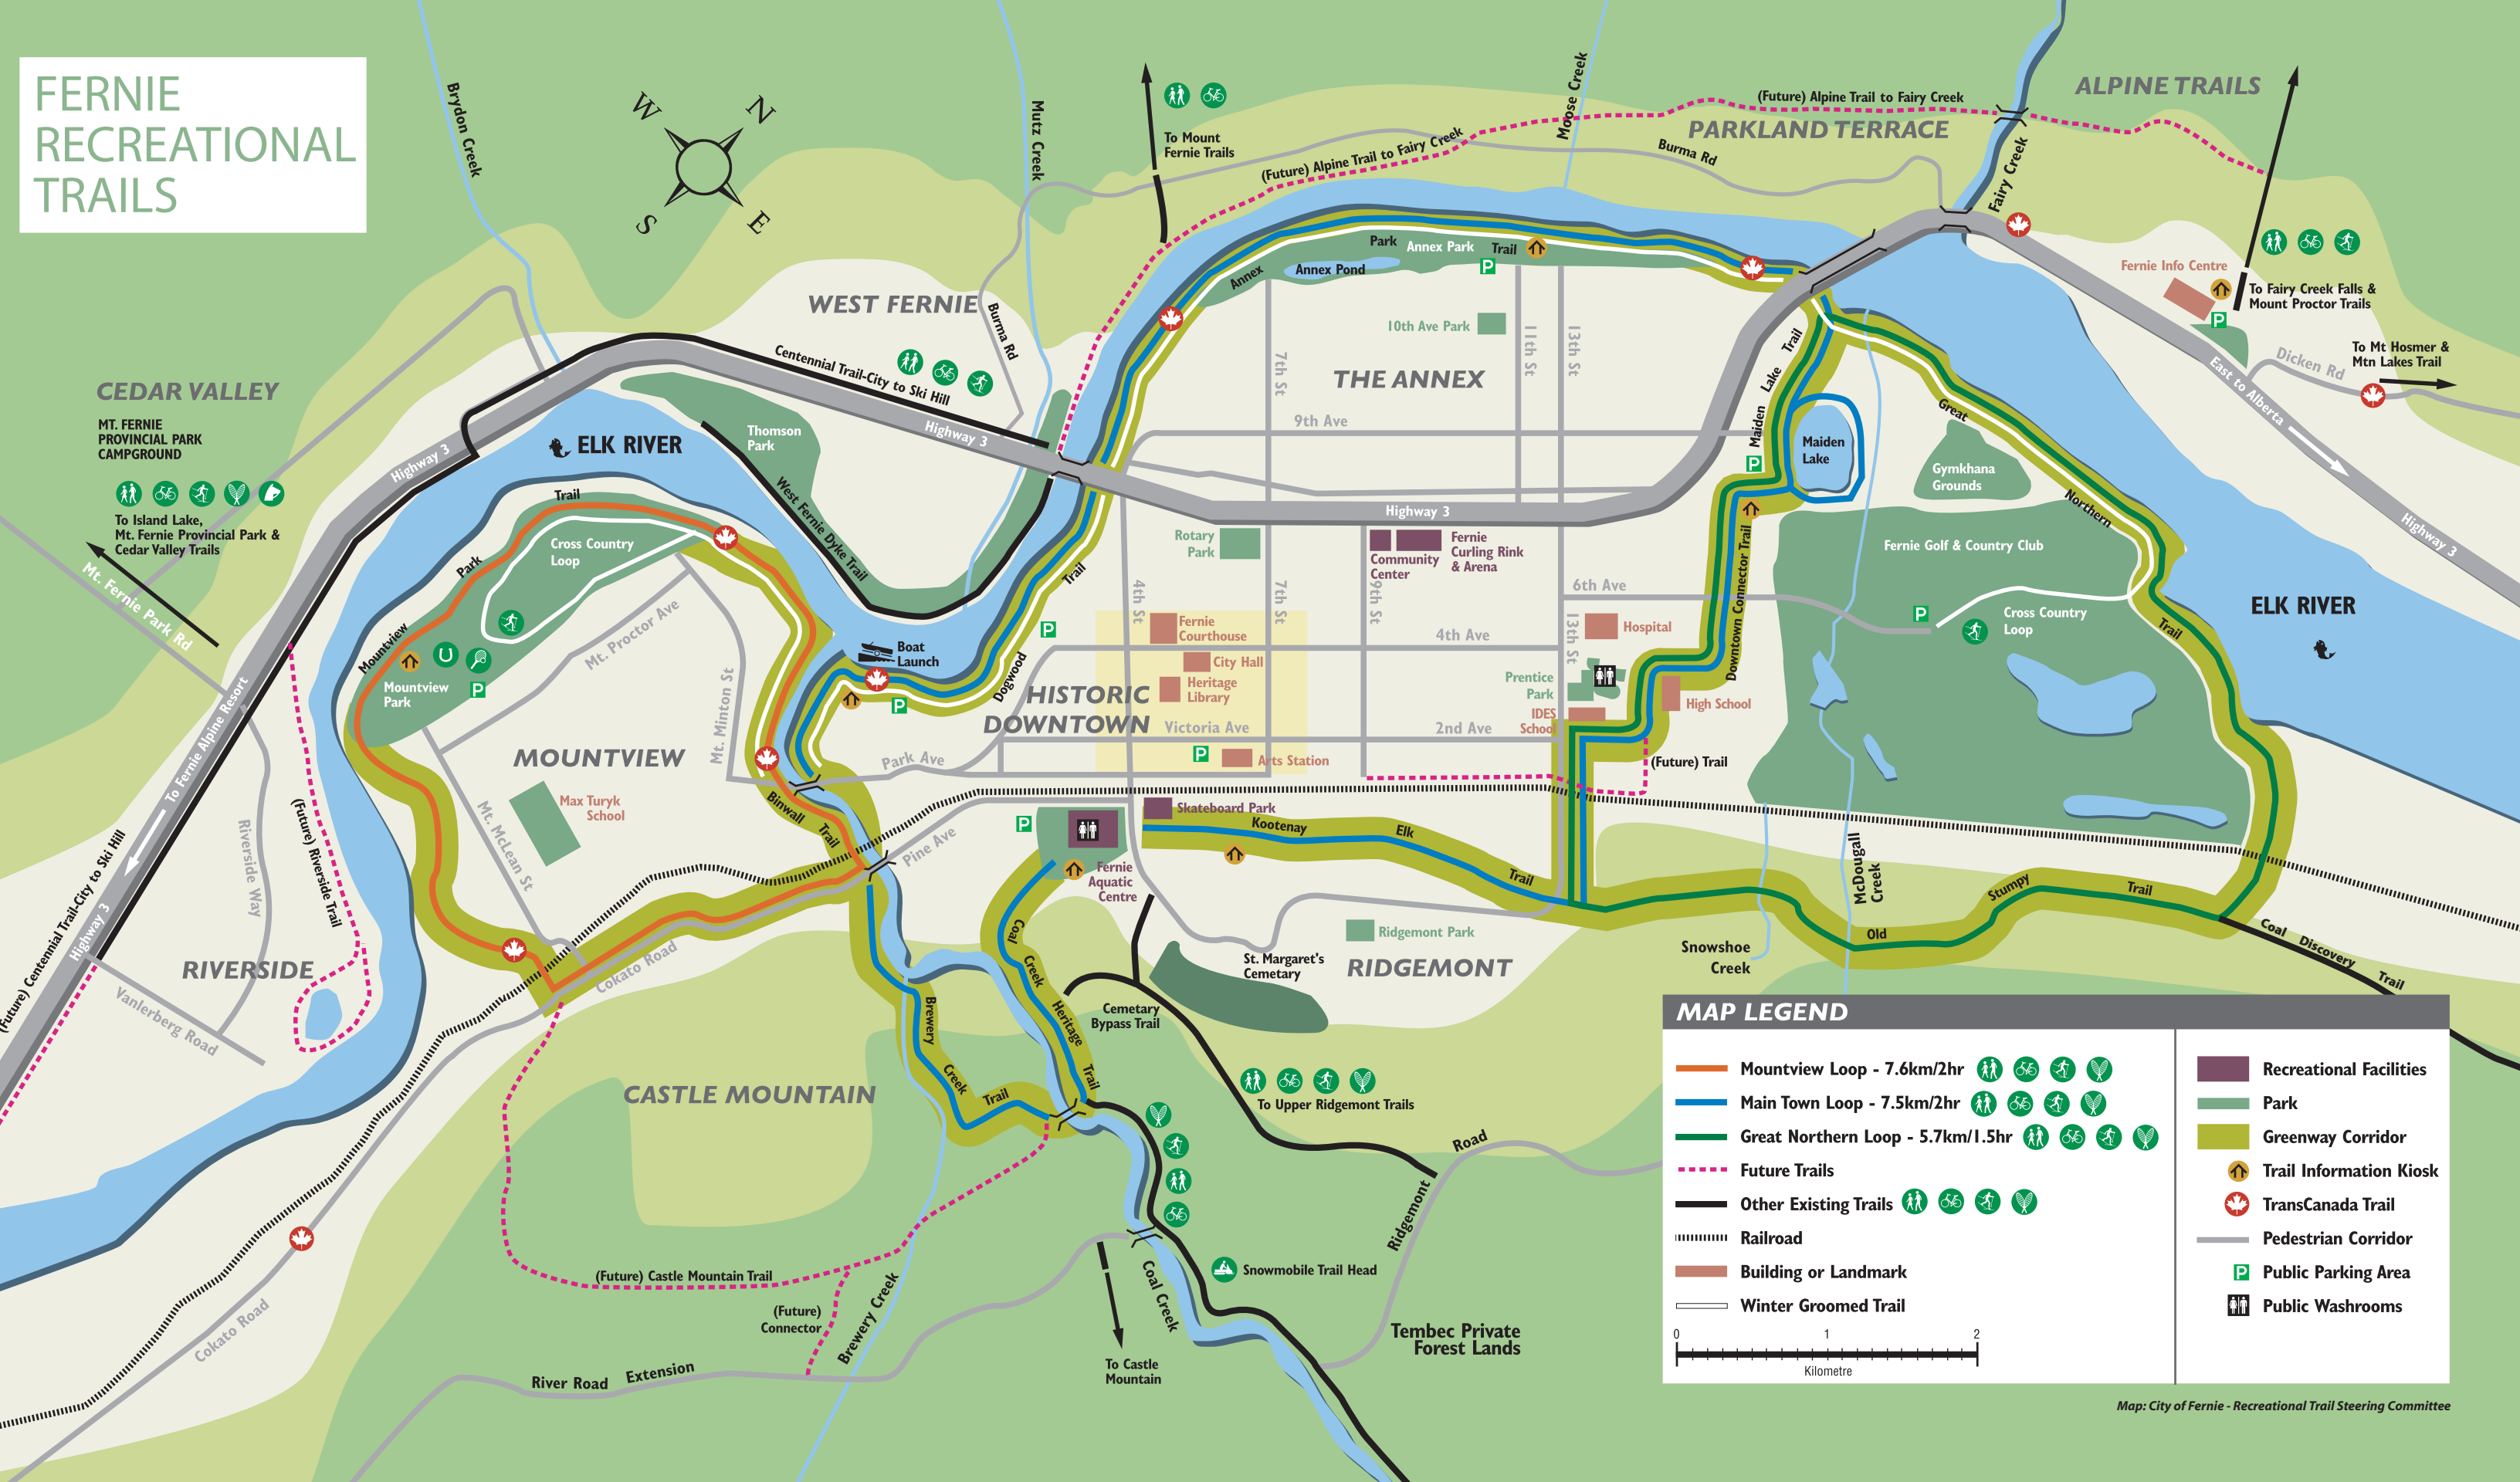 FERNIE
RECREATIONAL
TRAILS
Brydon Creek
W
N
S
E
Mutz Creek
To Mount
Fernie Trails
Moose Creek
(Future) Alpine Trail to Fairy Creek
(Future) Alpine Trail to Fairy Creek
PARKLAND TERRACE
ALPINE TRAILS
Burma Rd
Fairy Creek
Fernie Info Centre
To Fairy Creek Falls &
Mount Proctor Trails
To Mt Hosmer &
Mtn Lakes Trail
Dicken Rd
East to Alberta
Highway 3
CEDAR VALLEY
MT. FERNIE
PROVINCIAL PARK
CAMPGROUND
To Island Lake,
Mt. Fernie Provincial Park &
Cedar Valley Trails
Mt. Fernie Park Rd
WEST FERNIE
Burma Rd
Centennial Trail-City to Ski Hill
Highway 3
Highway 3
ELK RIVER
Thomson
Park
West Fernie Dyke Trail
Annex
Park
Trail
Annex Park
Annex Pond
P
10th Ave Park
7th St
11th St
13th St
THE ANNEX
9th Ave
Highway 3
Maiden
Lake
Trail
Maiden
Lake
P
Great
Northern
Trail
Gymkhana
Grounds
Fernie Golf & Country Club
Cross Country
Loop
P
ELK RIVER
Mountview
Park
Trail
Cross Country
Loop
Mountview
Park
P
Mt. Proctor Ave
Mt. Minton St
MOUNTVIEW
Max Turyk
School
Mt. McLean St
Boat
Launch
P
Dogwood
Trail
P
Rotary
Park
Community
Center
Fernie
Curling Rink
& Arena
4th St
7th St
9th St
13th St
6th Ave
4th Ave
Fernie
Courthouse
City Hall
Heritage
Library
HISTORIC
DOWNTOWN
Victoria Ave
2nd Ave
P
Arts Station
Park Ave
Hospital
Prentice
Park
IDES
School
High School
Downtown Connector Trail
(Future) Trail
Binwall
Trail
Pine Ave
P
Skateboard Park
Fernie
Aquatic
Centre
Kootenay
Elk
Trail
Ridgemont Park
RIDGEMONT
St. Margaret's
Cemetary
Cemetary
Bypass Trail
Snowshoe
Creek
McDougall
Creek
Old
Stumpy
Trail
Coal Discovery Trail
To Fernie Alpine Resort
(Future) Centennial Trail-City to Ski Hill
Highway 3
Riverside Way
(Future) Riverside Trail
RIVERSIDE
Vanlerberg Road
Cokato Road
Cokato Road
CASTLE MOUNTAIN
Brewery
Creek
Trail
Coal
Creek
Heritage
Trail
To Upper Ridgemont Trails
Ridgemont
Road
Snowmobile Trail Head
Coal Creek
(Future) Castle Mountain Trail
(Future)
Connector
Brewery Creek
River Road Extension
To Castle
Mountain
Tembec Private
Forest Lands
MAP LEGEND
Mountview Loop - 7.6km/2hr
Main Town Loop - 7.5km/2hr
Great Northern Loop - 5.7km/1.5hr
Future Trails
Other Existing Trails
Railroad
Building or Landmark
Winter Groomed Trail
0
1
2
Kilometre
Recreational Facilities
Park
Greenway Corridor
Trail Information Kiosk
TransCanada Trail
Pedestrian Corridor
P
Public Parking Area
Public Washrooms
Map: City of Fernie - Recreational Trail Steering Committee